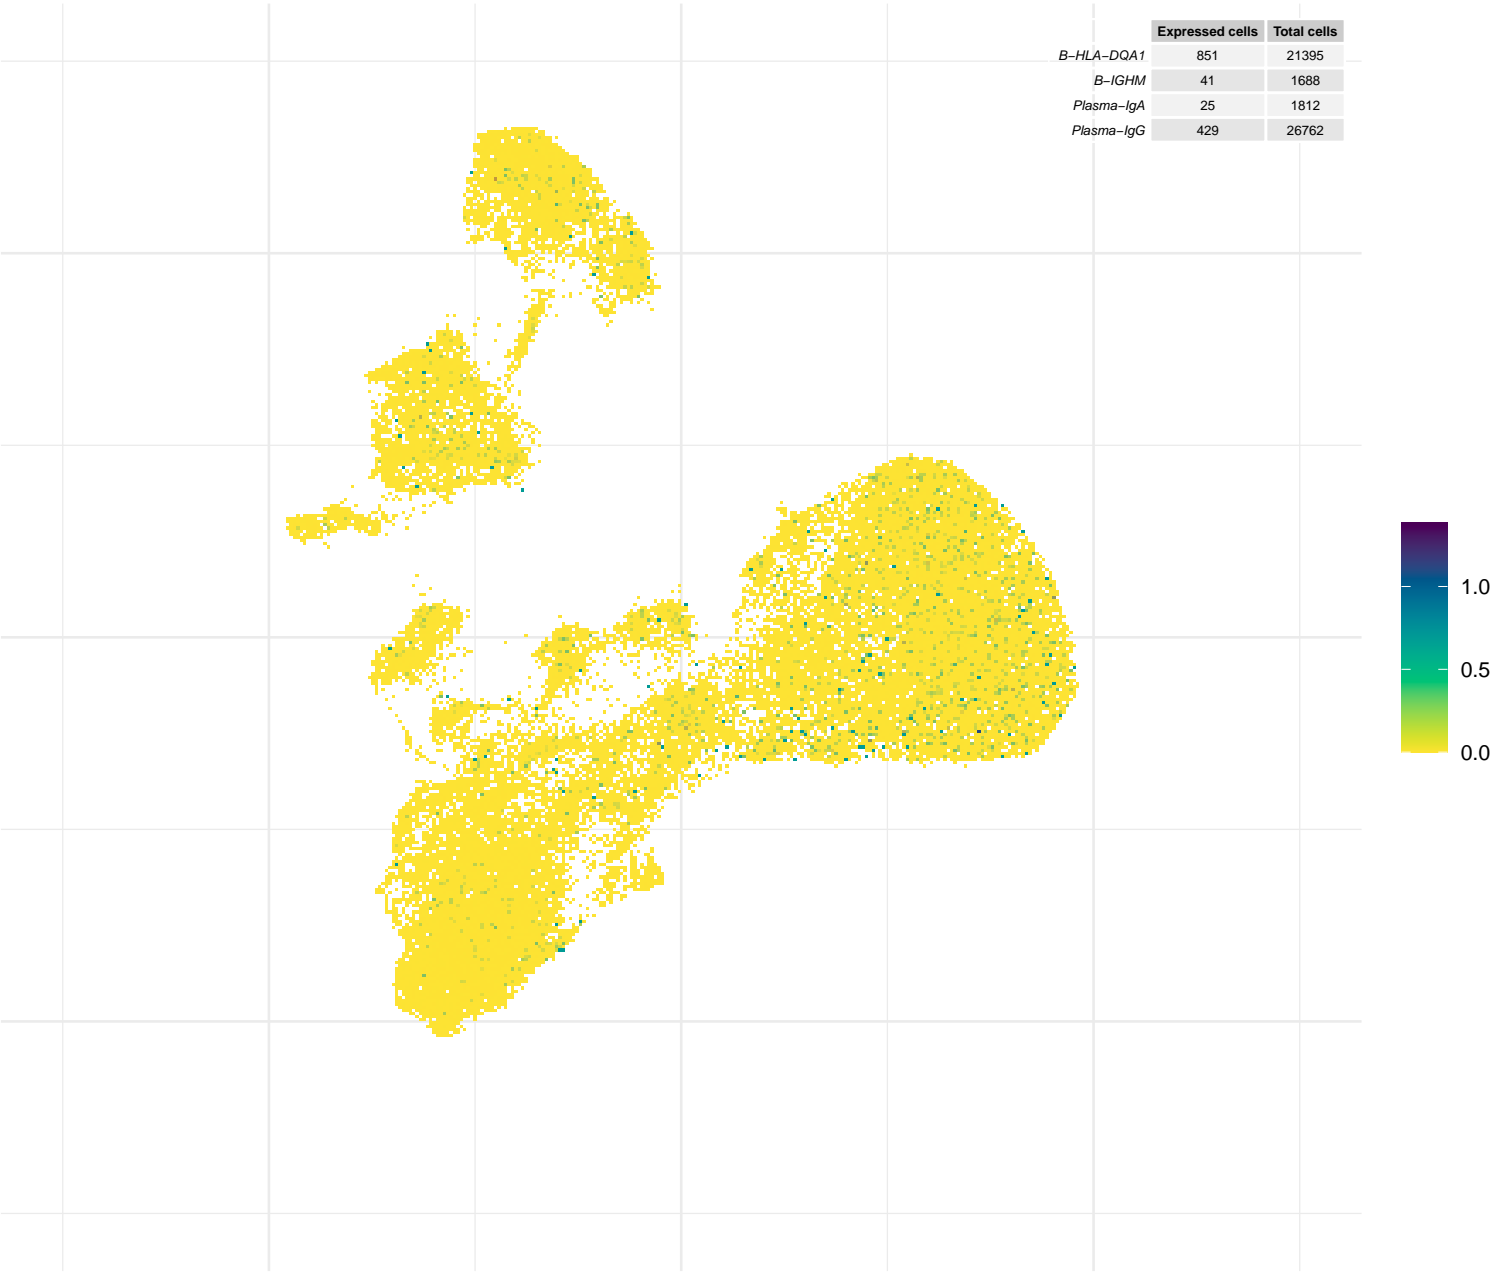 Expressed cells Total cells
B−HLA−DQA1 851 21395
B−IGHM 41 1688
Plasma−IgA 25 1812
Plasma−IgG 429 26762
1.0
0.5
0.0